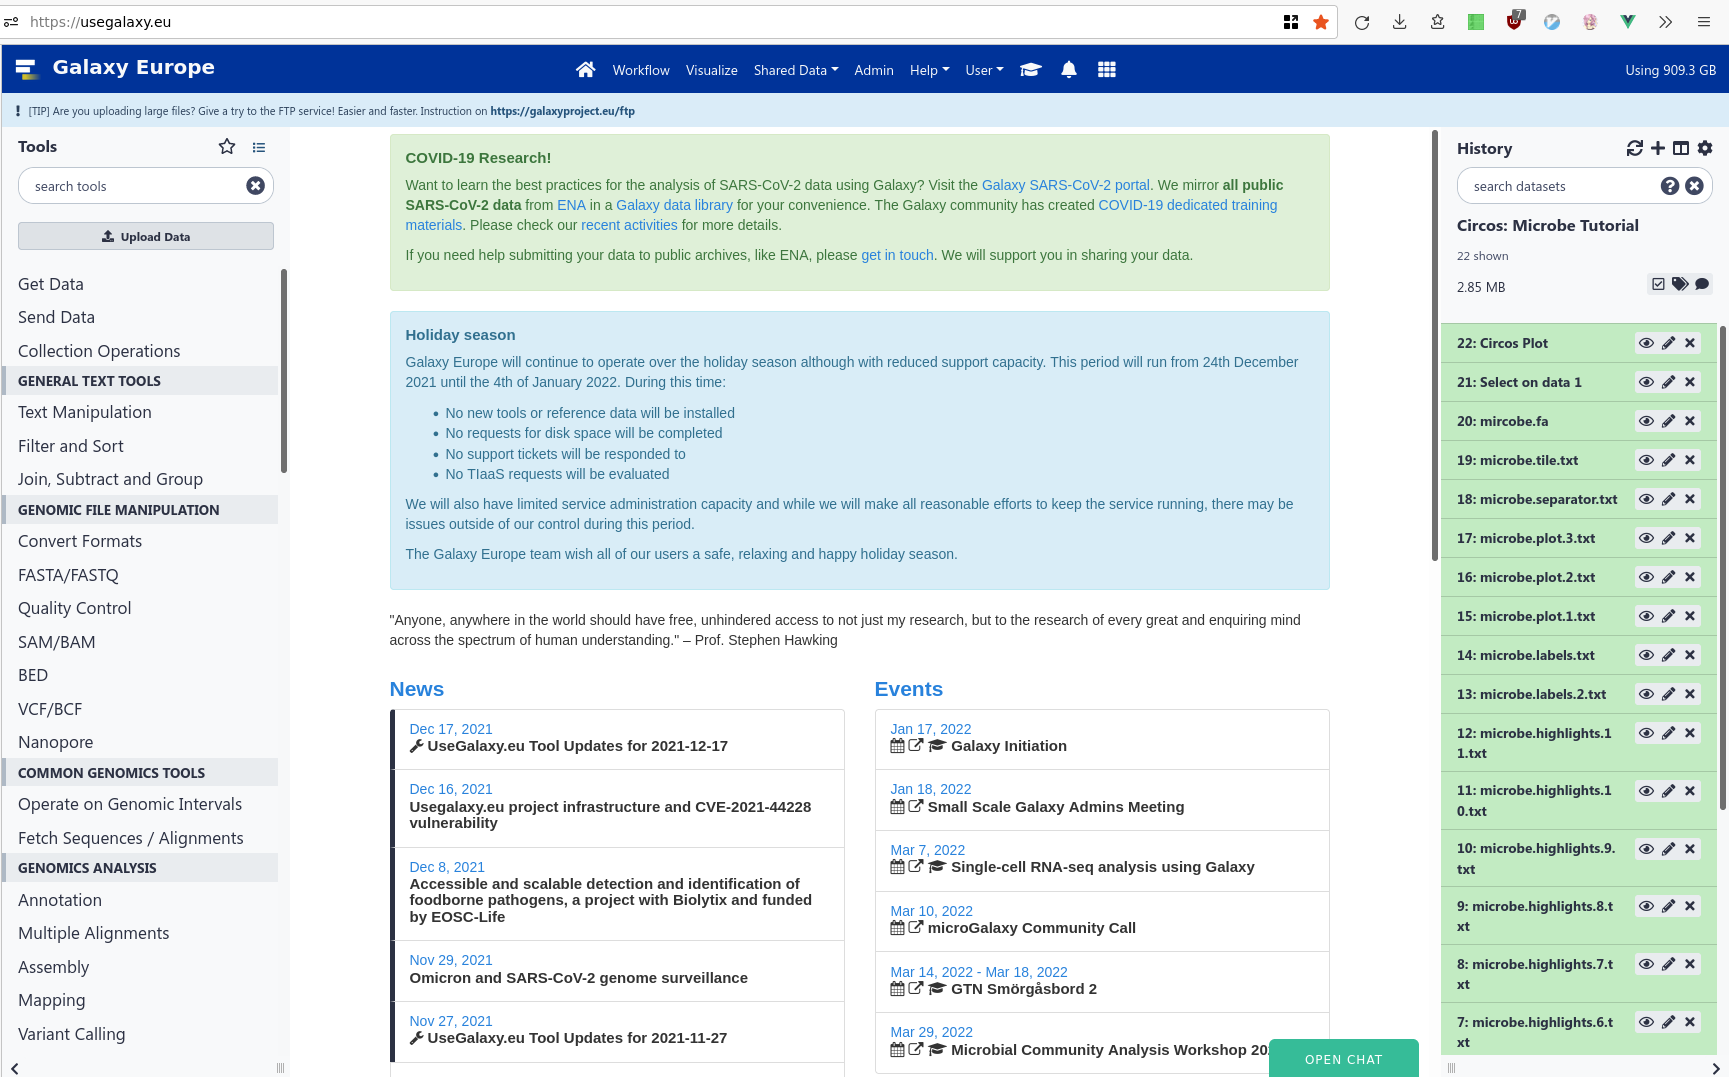 https://usegalaxy.eu
7
Galaxy Europe
Workflow Visualize Shared Data Admin Help User
Using 909.3 GB
[TIP] Are you uploading large files? Give a try to the FTP service! Easier and faster. Instruction on https://galaxyproject.eu/ftp
Tools
search tools
Upload Data
Get Data
Send Data
Collection Operations
GENERAL TEXT TOOLS
Text Manipulation
Filter and Sort
Join, Subtract and Group
GENOMIC FILE MANIPULATION
Convert Formats
FASTA/FASTQ
Quality Control
SAM/BAM
BED
VCF/BCF
Nanopore
COMMON GENOMICS TOOLS
Operate on Genomic Intervals
Fetch Sequences / Alignments
GENOMICS ANALYSIS
Annotation
Multiple Alignments
Assembly
Mapping
Variant Calling
COVID-19 Research!
Want to learn the best practices for the analysis of SARS-CoV-2 data using Galaxy? Visit the Galaxy SARS-CoV-2 portal. We mirror all public
SARS-CoV-2 data from ENA in a Galaxy data library for your convenience. The Galaxy community has created COVID-19 dedicated training
materials. Please check our recent activities for more details.
If you need help submitting your data to public archives, like ENA, please get in touch. We will support you in sharing your data.
Holiday season
Galaxy Europe will continue to operate over the holiday season although with reduced support capacity. This period will run from 24th December
2021 until the 4th of January 2022. During this time:
• No new tools or reference data will be installed
• No requests for disk space will be completed
• No support tickets will be responded to
• No TIaaS requests will be evaluated
We will also have limited service administration capacity and while we will make all reasonable efforts to keep the service running, there may be
issues outside of our control during this period.
The Galaxy Europe team wish all of our users a safe, relaxing and happy holiday season.
"Anyone, anywhere in the world should have free, unhindered access to not just my research, but to the research of every great and enquiring mind
across the spectrum of human understanding." – Prof. Stephen Hawking
News
Dec 17, 2021
UseGalaxy.eu Tool Updates for 2021-12-17
Dec 16, 2021
Usegalaxy.eu project infrastructure and CVE-2021-44228
vulnerability
Dec 8, 2021
Accessible and scalable detection and identification of
foodborne pathogens, a project with Biolytix and funded
by EOSC-Life
Nov 29, 2021
Omicron and SARS-CoV-2 genome surveillance
Nov 27, 2021
UseGalaxy.eu Tool Updates for 2021-11-27
Events
Jan 17, 2022
Galaxy Initiation
Jan 18, 2022
Small Scale Galaxy Admins Meeting
Mar 7, 2022
Single-cell RNA-seq analysis using Galaxy
Mar 10, 2022
microGalaxy Community Call
Mar 14, 2022 - Mar 18, 2022
GTN Smörgåsbord 2
Mar 29, 2022
Microbial Community Analysis Workshop 20
OPEN CHAT
History
search datasets
Circos: Microbe Tutorial
22 shown
2.85 MB
22: Circos Plot
21: Select on data 1
20: mircobe.fa
19: microbe.tile.txt
18: microbe.separator.txt
17: microbe.plot.3.txt
16: microbe.plot.2.txt
15: microbe.plot.1.txt
14: microbe.labels.txt
13: microbe.labels.2.txt
12: microbe.highlights.1
1.txt
11: microbe.highlights.1
0.txt
10: microbe.highlights.9.
txt
9: microbe.highlights.8.t
xt
8: microbe.highlights.7.t
xt
7: microbe.highlights.6.t
xt